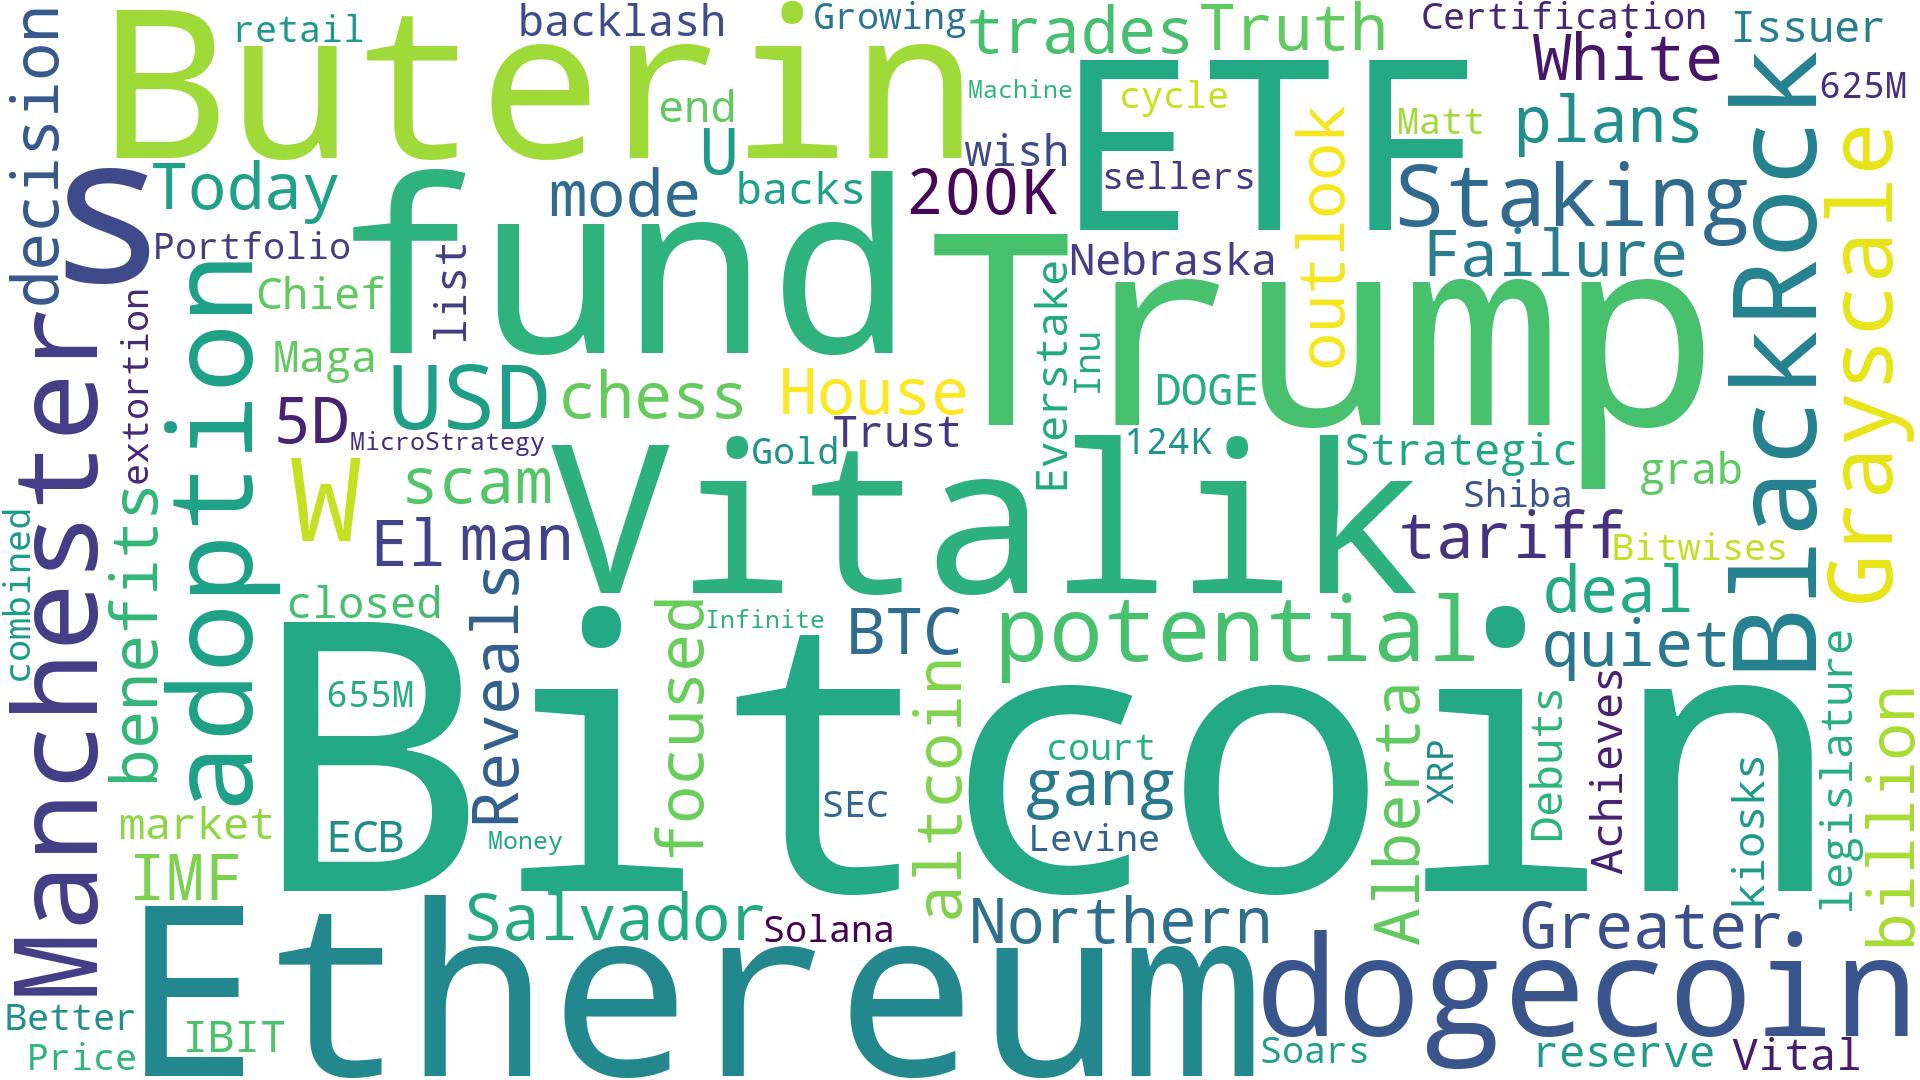 retail
backlash
Growing
trades
Truth
Certification
Issuer
decision
Buterin
ETF
White
BlackRock
625M
Machine
cycle
Matt
end
plans
U
wish
outlook
Grayscale
S
Today
mode
backs
200K
sellers
Staking
Portfolio
fund
Trump
Nebraska
Failure
adoption
Chief
list
Everstake
extortion
Manchester
Maga
USD
chess
House
Inu
DOGE
5D
MicroStrategy
Gold
Trust
124K
Strategic
grab
W
scam
Vitalik
Shiba
combined
benefits
El
man
tariff
Bitwises
closed
Reveals
focused
Infinite
BTC
potential
deal
quiet
Bitcoin
655M
altcoin
court
gang
Alberta
XRP
Debuts
Achieves
kiosks
legislature
billion
market
ECB
Money
SEC
Levine
IMF
Ethereum
Salvador
Solana
Northern
Greater
dogecoin
Better
Price
IBIT
Soars
reserve
Vital